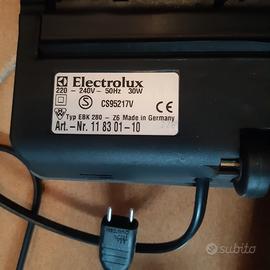 Electrolux
220 - 240V - 50Hz 30W
S CS95217V
CE
Typ EBK 280 - Z6 Made in Germany
Art.-Nr. 11 83 01-10
subito